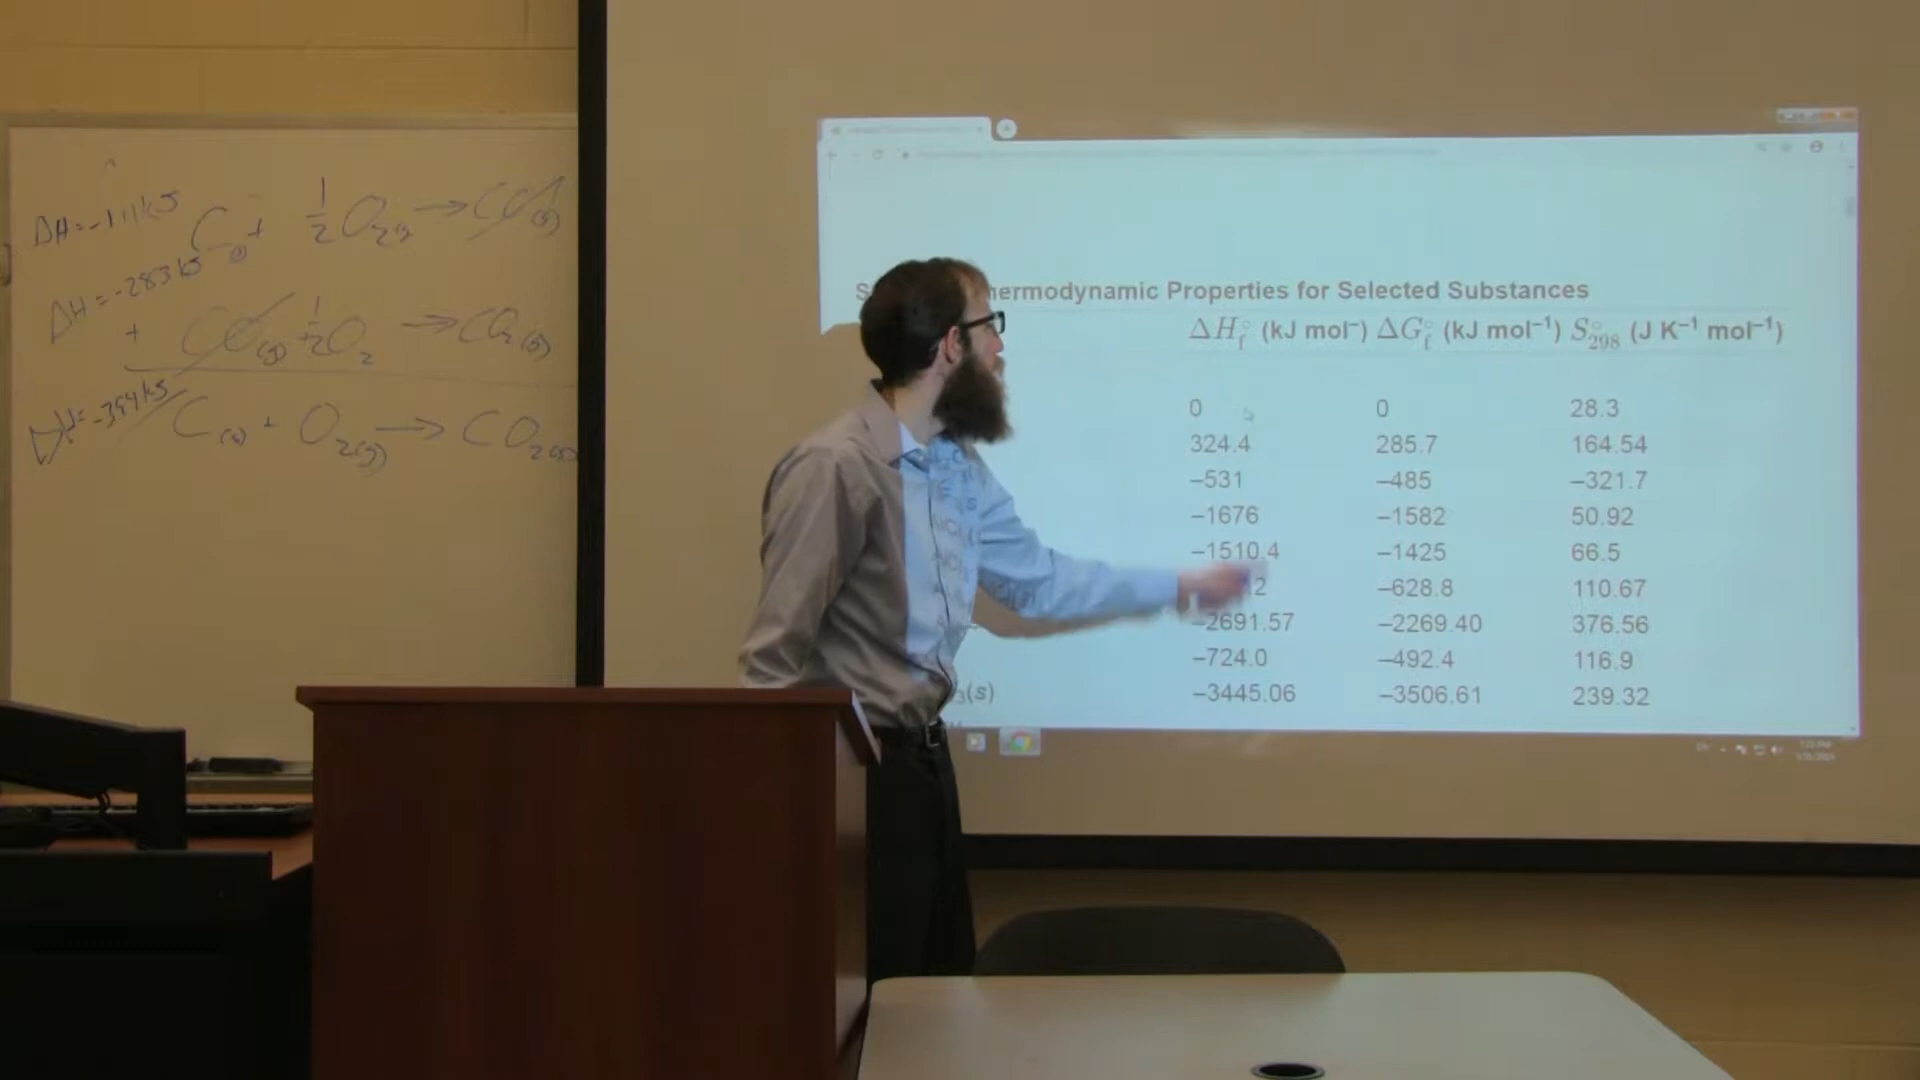 ΔH=-111kJ C(s) + 1/2 O2(g) → CO(g)
ΔH=-283kJ + CO(g) + 1/2 O2 → CO2(g)
ΔH=-394kJ C(s) + O2(g) → CO2(g)
hermodynamic Properties for Selected Substances
ΔH°f (kJ mol–) ΔG°f (kJ mol–1) S°298 (J K–1 mol–1)
0 0 28.3
324.4 285.7 164.54
–531 –485 –321.7
–1676 –1582 50.92
–1510.4 –1425 66.5
2 –628.8 110.67
–2691.57 –2269.40 376.56
–724.0 –492.4 116.9
3(s) –3445.06 –3506.61 239.32